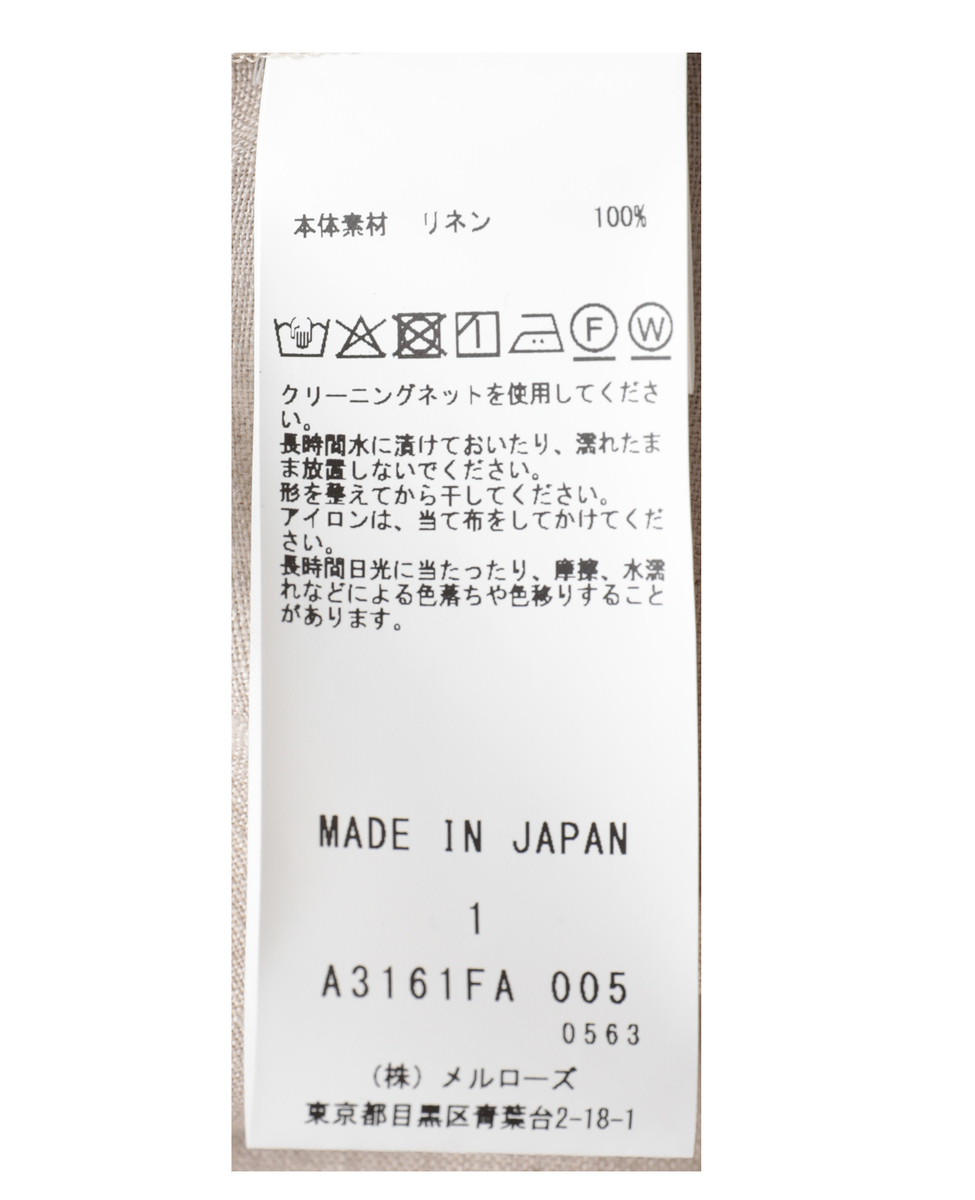 本体素材　リネン　100%
F W
クリーニングネットを使用してくださ
い。
長時間水に漬けておいたり、濡れたま
ま放置しないでください。
形を整えてから干してください。
アイロンは、当て布をしてかけてくだ
さい。
長時間日光に当たったり、摩擦、水濡
れなどによる色落ちや色移りすること
があります。
MADE IN JAPAN
1
A3161FA 005
0563
(株) メルローズ
東京都目黒区青葉台2-18-1